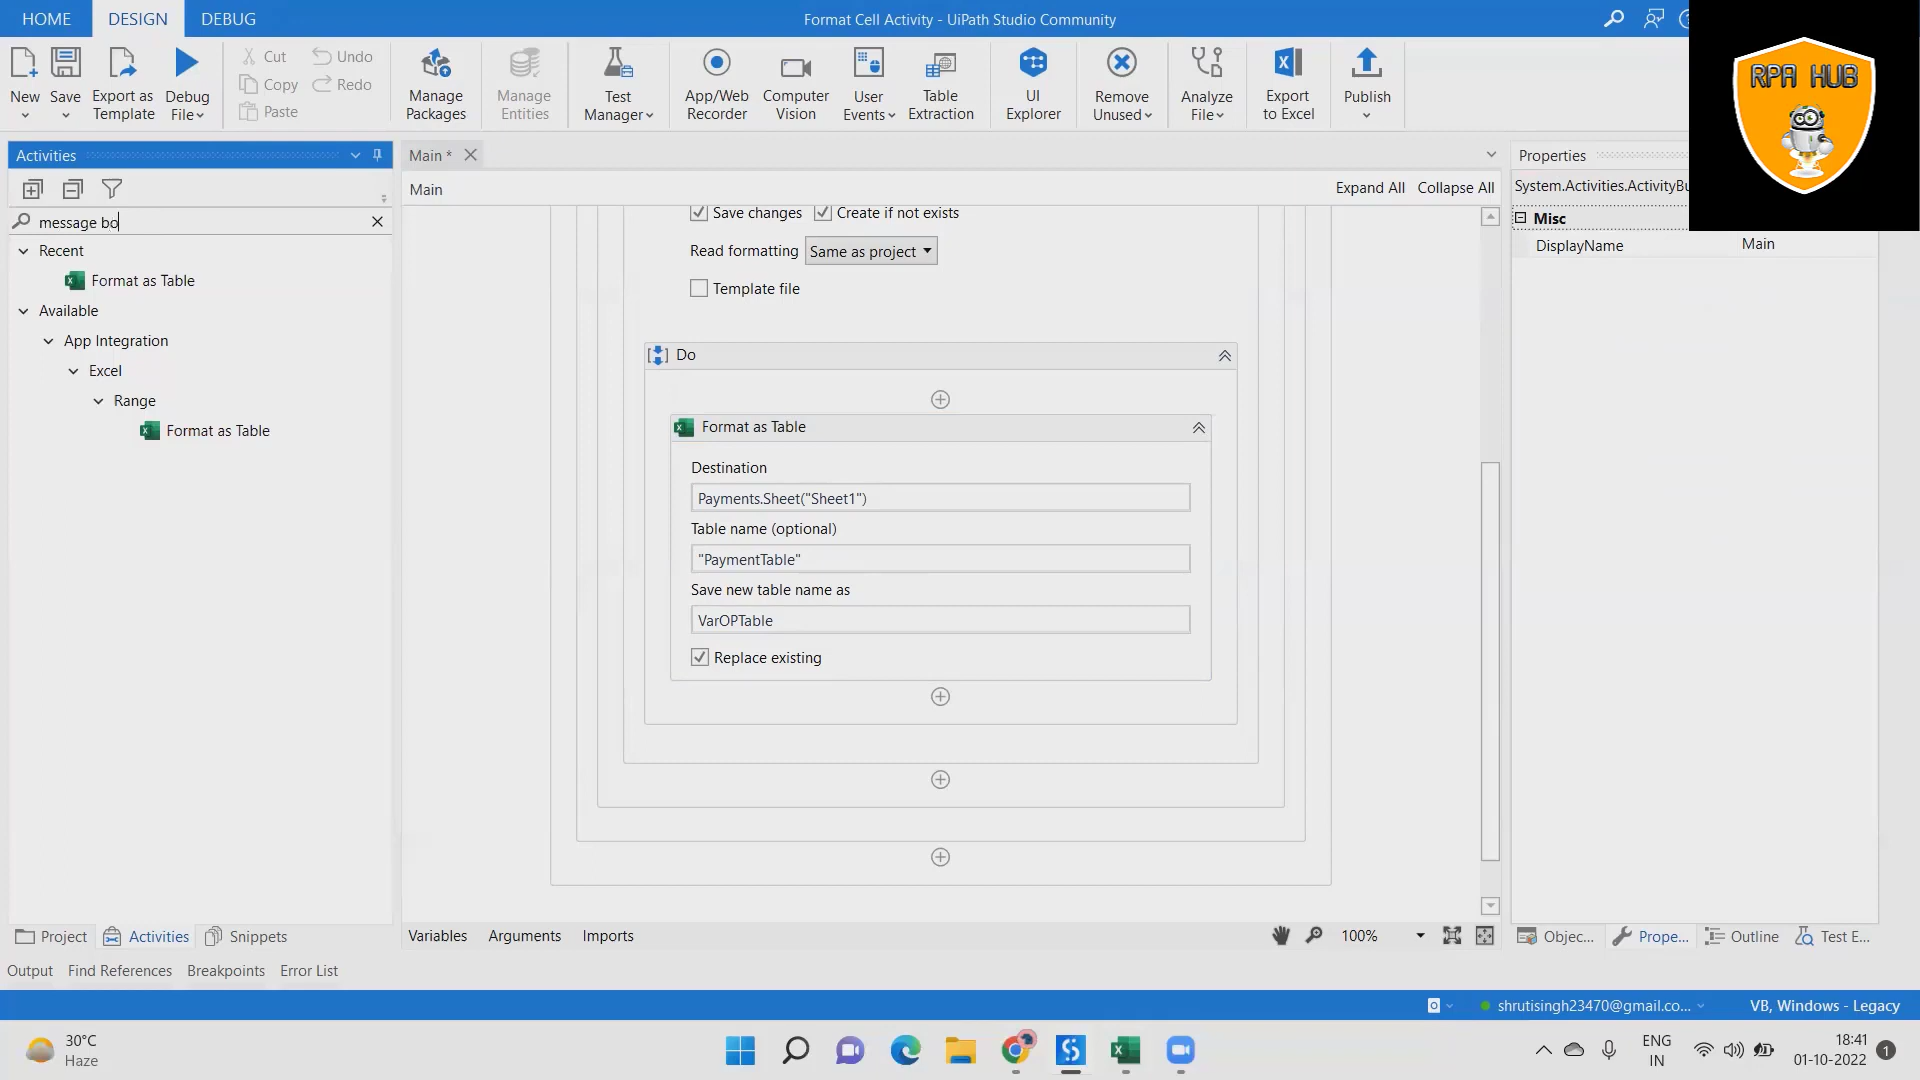 HOME DESIGN DEBUG
Format Cell Activity - UiPath Studio Community
New
Save
Export as Template
Debug File
Cut
Copy
Paste
Undo
Redo
Manage Packages
Manage Entities
Test Manager
App/Web Recorder
Computer Vision
User Events
Table Extraction
UI Explorer
Remove Unused
Analyze File
Export to Excel
Publish
RPA HUB
Activities
message bo
Recent
Format as Table
Available
App Integration
Excel
Range
Format as Table
Main *
Main
Expand All Collapse All
Save changes Create if not exists
Read formatting Same as project
Template file
Do
Format as Table
Destination
Payments.Sheet("Sheet1")
Table name (optional)
"PaymentTable"
Save new table name as
VarOPTable
Replace existing
Properties
System.Activities.ActivityBu
Misc
DisplayName Main
Project Activities Snippets
Variables Arguments Imports
100%
Objec... Prope... Outline Test E...
Output Find References Breakpoints Error List
shrutisingh23470@gmail.co... VB, Windows - Legacy
30°C
Haze
ENG
IN
18:41
01-10-2022
1